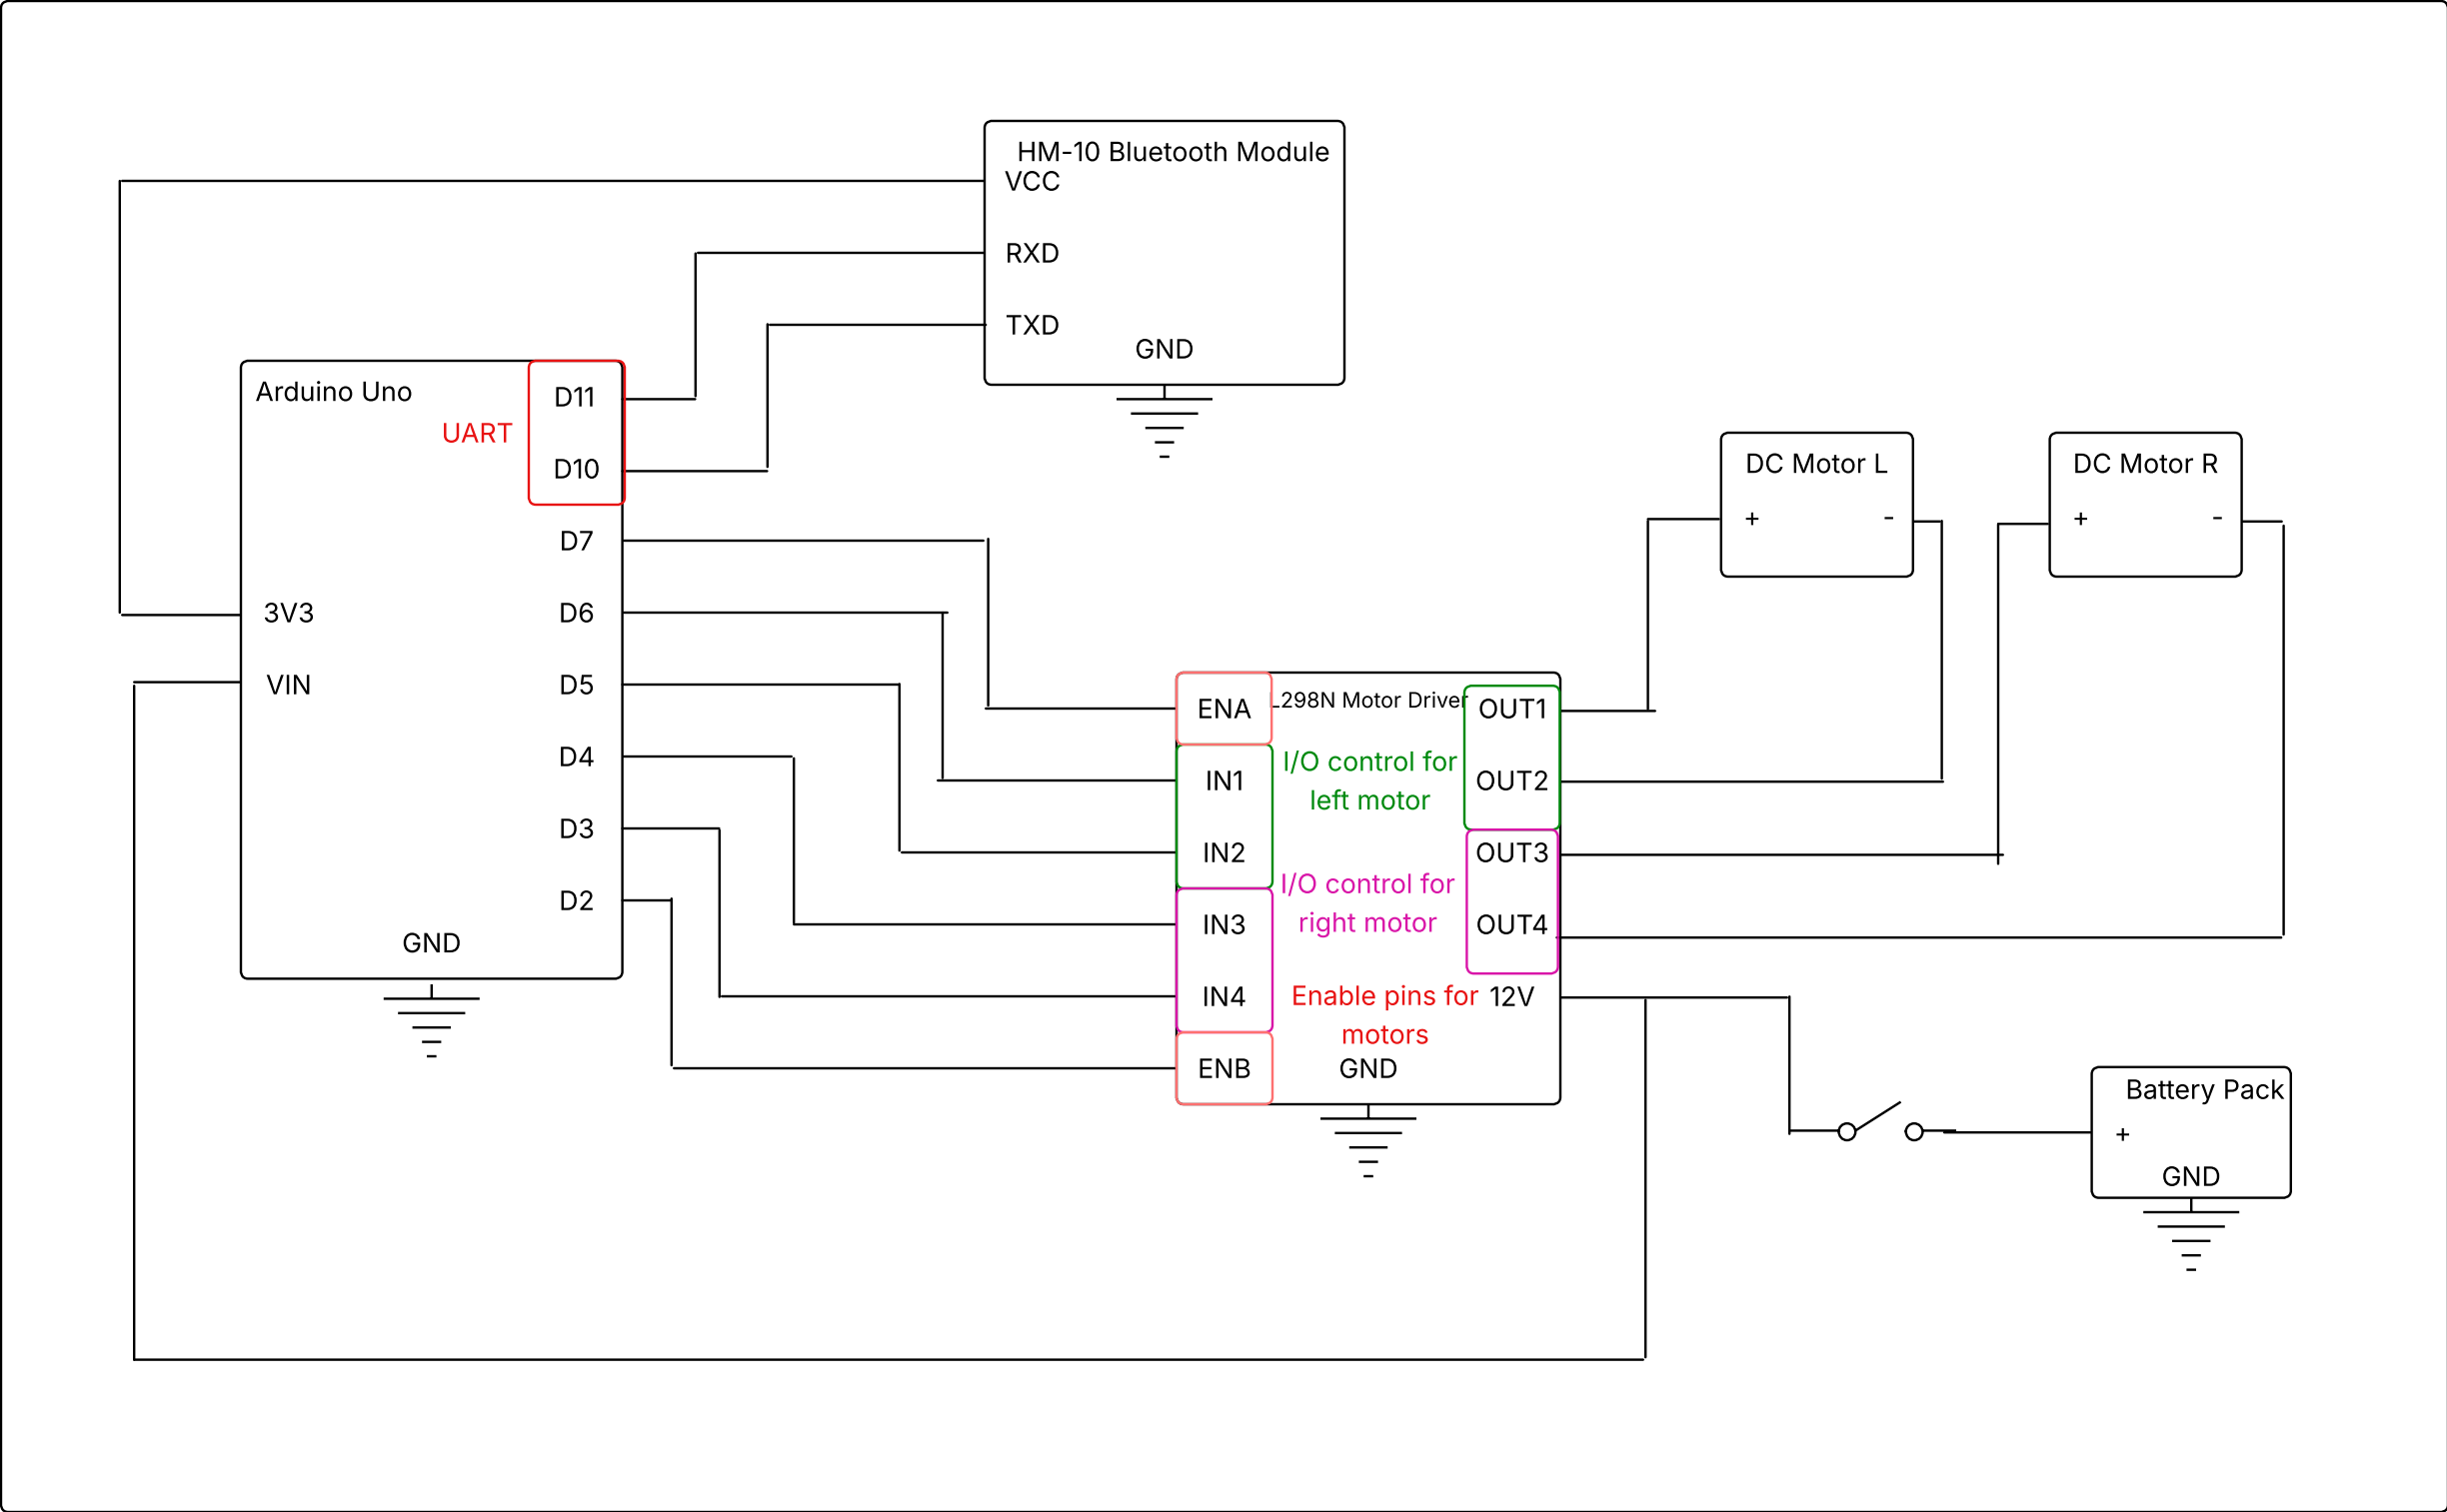 HM-10 Bluetooth Module
VCC
RXD
TXD
GND
Arduino Uno
UART
D11
D10
D7
D6
D5
D4
D3
D2
3V3
VIN
GND
DC Motor L
+ -
DC Motor R
+ -
L298N Motor Driver
ENA
IN1
IN2
IN3
IN4
ENB
I/O control for
left motor
I/O control for
right motor
Enable pins for
motors
GND
OUT1
OUT2
OUT3
OUT4
12V
Battery Pack
+
GND